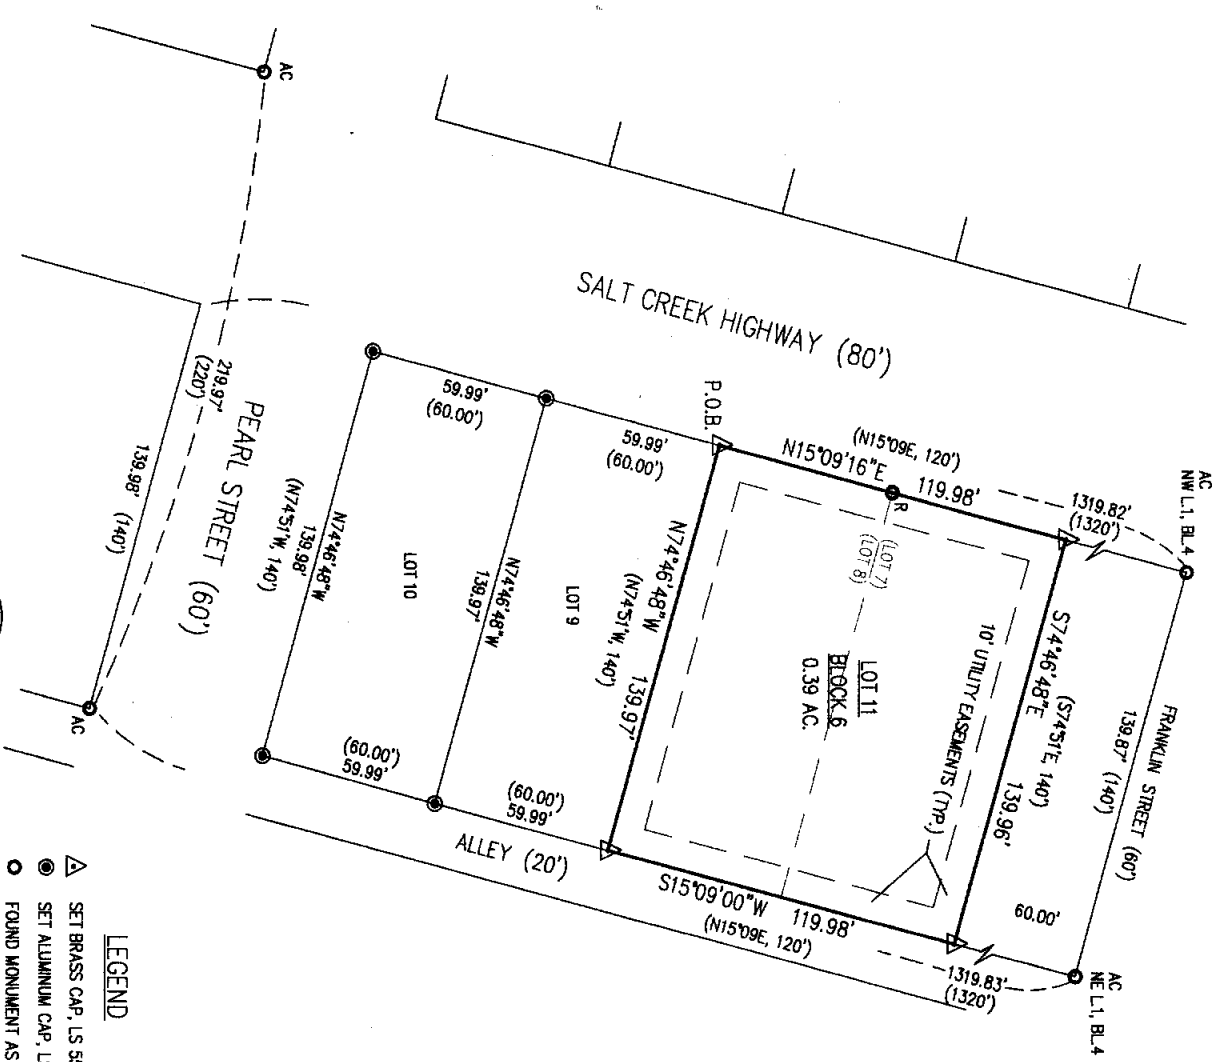 AC
SALT CREEK HIGHWAY (80')
AC
NW L.1, BL.4
1319.82'
(1320')
(N15°09'E, 120')
N15°09'16"E
119.98'
R
P.O.B.
59.99'
(60.00')
59.99'
(60.00')
219.97'
(220')
PEARL STREET (60')
139.98' (140')
AC
N74°46'48"W
139.98'
(N74°51'W, 140')
LOT 10
N74°46'48"W
139.97'
LOT 9
N74°46'48"W
139.97'
(N74°51'W, 140')
(LOT 7)
(LOT 8)
LOT 11
BLOCK 6
0.39 AC.
10' UTILITY EASEMENTS (TYP.)
S74°46'48"E
139.96'
(S74°51'E, 140')
FRANKLIN STREET (60')
139.87' (140')
60.00'
AC
NE L.1, BL.4
1319.83'
(1320')
S15°09'00"W
119.98'
(N15°09'E, 120')
(60.00')
59.99'
(60.00')
59.99'
ALLEY (20')
LEGEND
SET BRASS CAP, LS
SET ALUMINUM CAP, L
FOUND MONUMENT AS